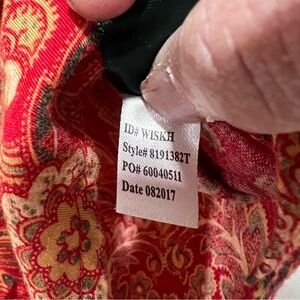 ID# WISKH
Style# 8191382T
PO# 60040511
Date 082017